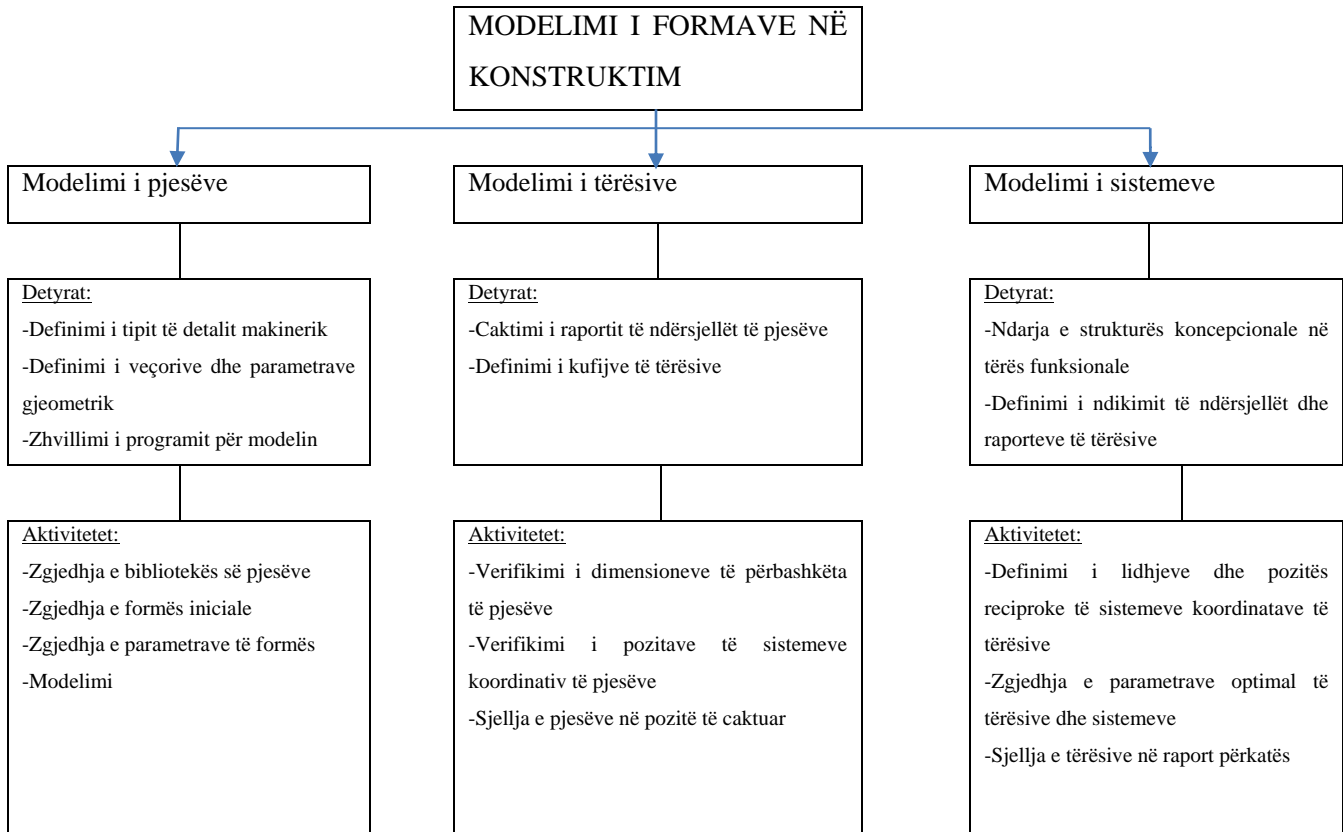 MODELIMI I FORMAVE NË
KONSTRUKTIM
Modelimi i pjesëve
Modelimi i tërësive
Modelimi i sistemeve
Detyrat:
-Definimi i tipit të detalit makinerik
-Definimi i veçorive dhe parametrave
gjeometrik
-Zhvillimi i programit për modelin
Detyrat:
-Caktimi i raportit të ndërsjellët të pjesëve
-Definimi i kufijve të tërësive
Detyrat:
-Ndarja e strukturës koncepcionale në
tërës funksionale
-Definimi i ndikimit të ndërsjellët dhe
raporteve të tërësive
Aktivitetet:
-Zgjedhja e bibliotekës së pjesëve
-Zgjedhja e formës iniciale
-Zgjedhja e parametrave të formës
-Modelimi
Aktivitetet:
-Verifikimi i dimensioneve të përbashkëta
të pjesëve
-Verifikimi i pozitave të sistemeve
koordinativ të pjesëve
-Sjellja e pjesëve në pozitë të caktuar
Aktivitetet:
-Definimi i lidhjeve dhe pozitës
reciproke të sistemeve koordinatave të
tërësive
-Zgjedhja e parametrave optimal të
tërësive dhe sistemeve
-Sjellja e tërësive në raport përkatës